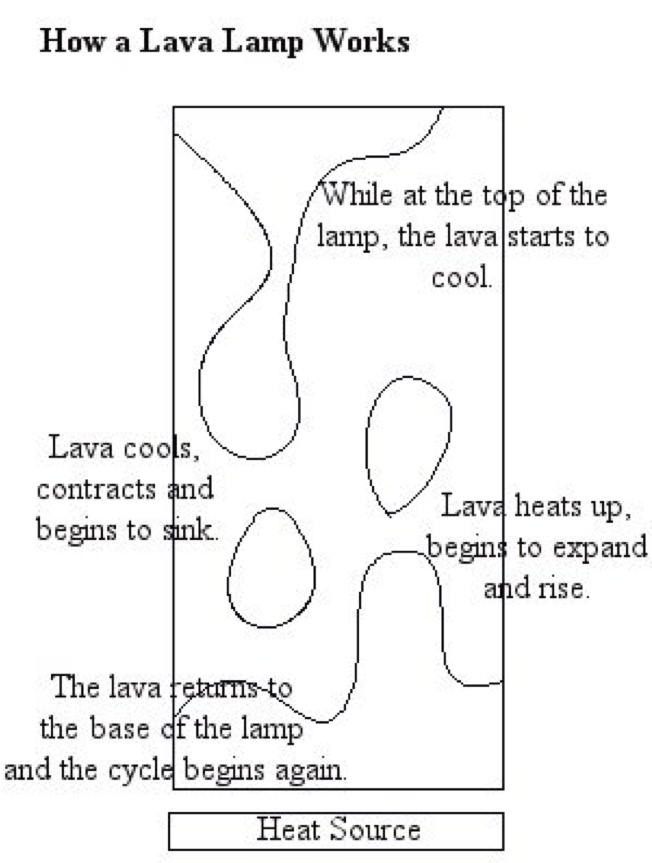 How a Lava Lamp Works
While at the top of the
lamp, the lava starts to
cool.
Lava cools,
contracts and
begins to sink.
Lava heats up,
begins to expand
and rise.
The lava returns to
the base of the lamp
and the cycle begins again.
Heat Source